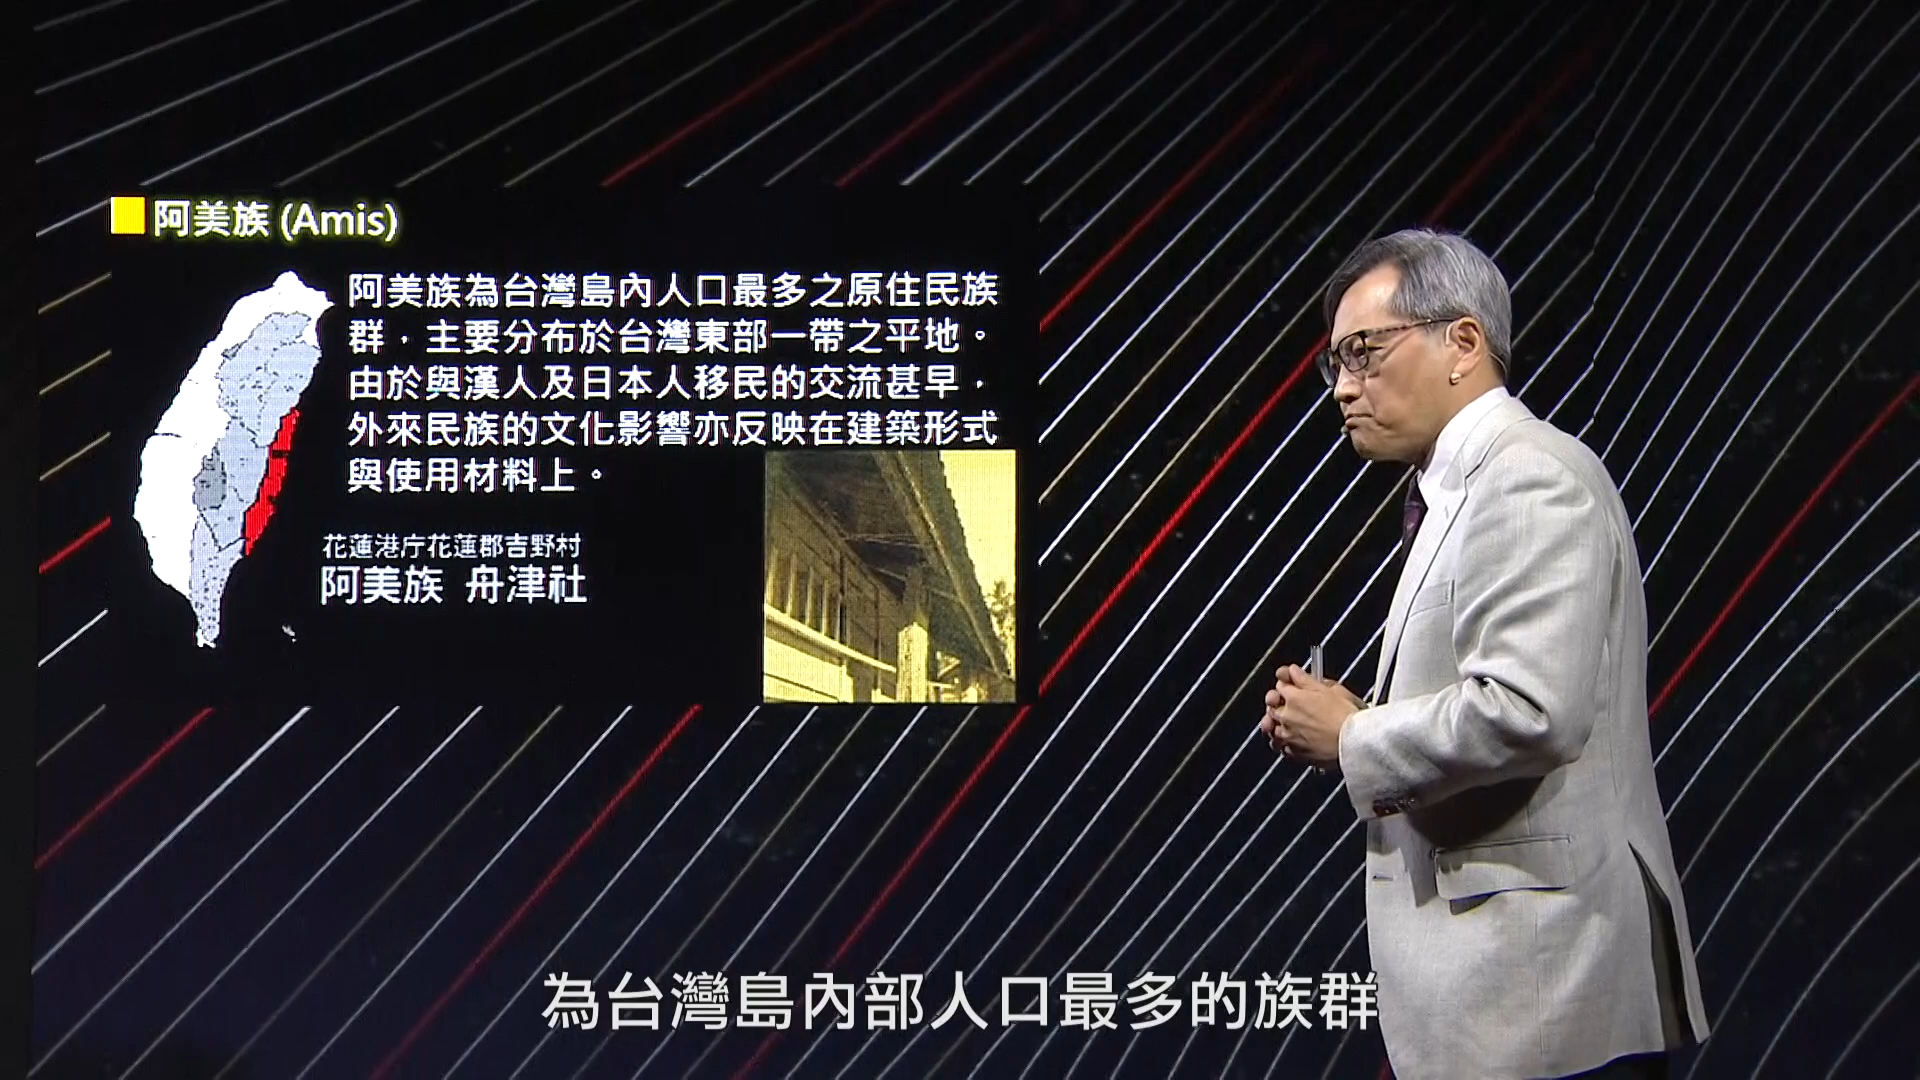 阿美族 (Amis)
阿美族為台灣島內人口最多之原住民族
群，主要分布於台灣東部一帶之平地。
由於與漢人及日本人移民的交流甚早，
外來民族的文化影響亦反映在建築形式
與使用材料上。
花蓮港庁花蓮郡吉野村
阿美族 舟津社
為台灣島內部人口最多的族群